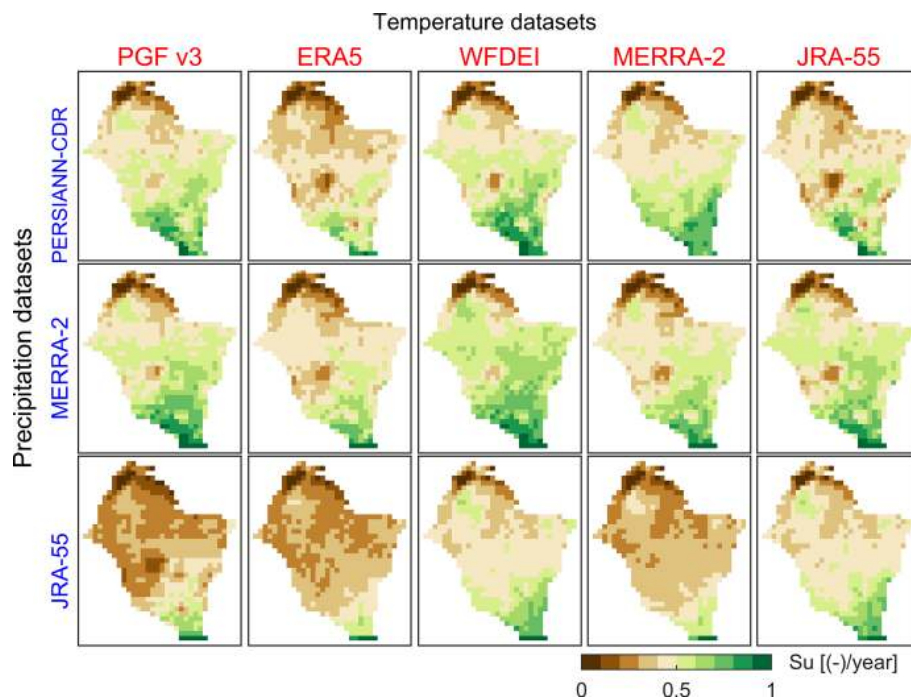 Temperature datasets
PGF v3 ERA5 WFDEI MERRA-2 JRA-55
Precipitation datasets
PERSIANN-CDR
MERRA-2
JRA-55
Su [(-)/year]
0 0.5 1